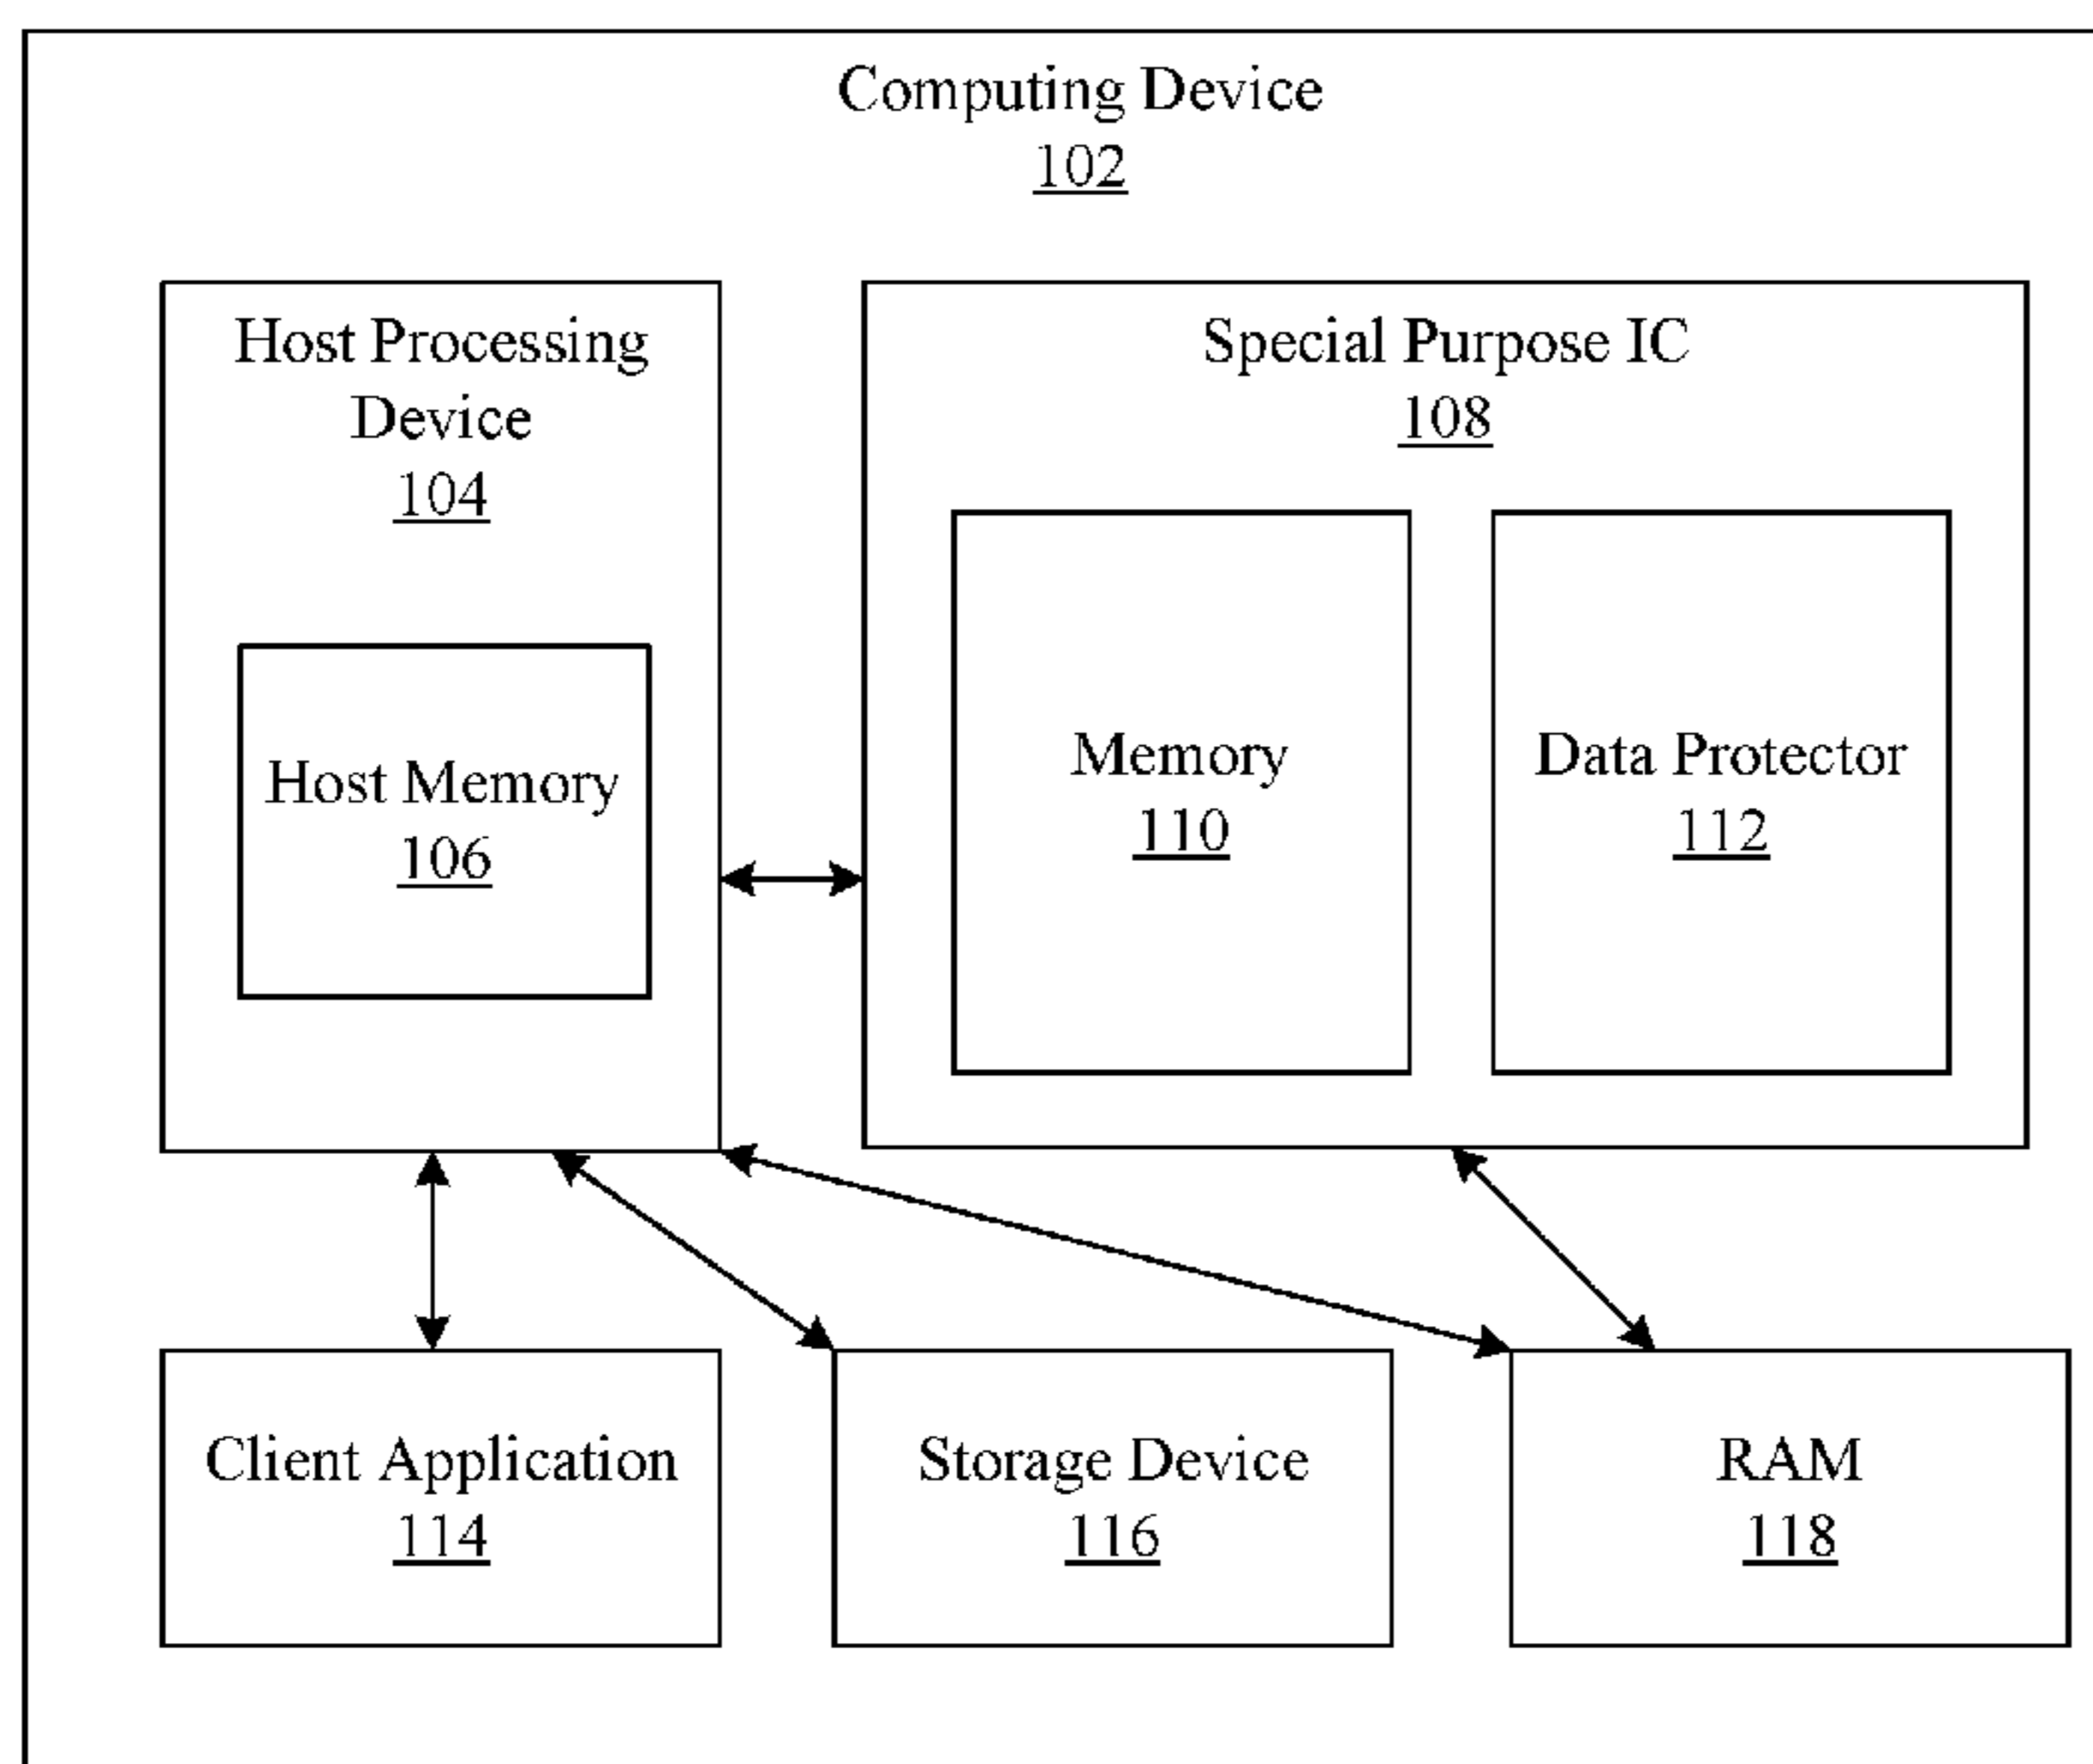 Computing Device
102
Host Processing
Device
104
Special Purpose IC
108
Host Memory
106
Memory
110
Data Protector
112
Client Application
114
Storage Device
116
RAM
118